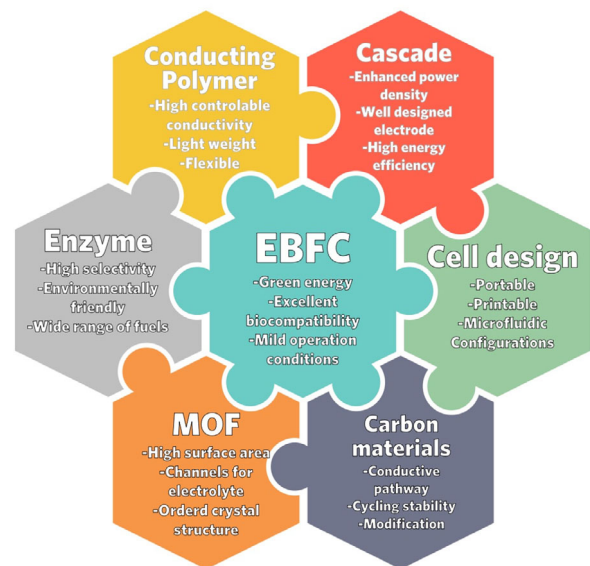 Conducting
Polymer
-High controlable
conductivity
-Light weight
-Flexible
Cascade
-Enhanced power
density
-Well designed
electrode
-High energy
efficiency
Enzyme
-High selectivity
-Environmentally
friendly
-Wide range of fuels
EBFC
-Green energy
-Excellent
biocompatibility
-Mild operation
conditions
Cell design
-Portable
-Printable
-Microfluidic
Configurations
MOF
-High surface area
-Channels for
electrolyte
-Orderd crystal
structure
Carbon
materials
-Conductive
pathway
-Cycling stability
-Modification